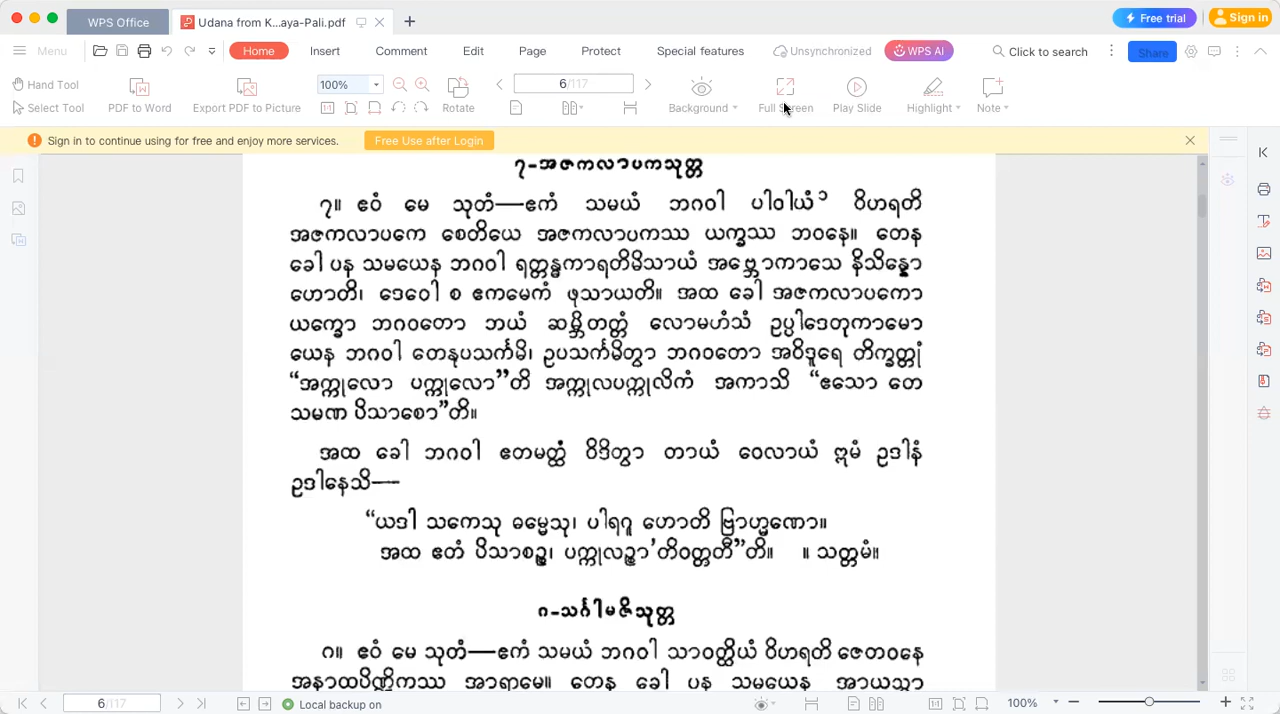 WPS Office
Udana from K...aya-Pali.pdf
Free trial
Sign in
Menu
Home
Insert
Comment
Edit
Page
Protect
Special features
Unsynchronized
WPS AI
Click to search
Share
Hand Tool
Select Tool
PDF to Word
Export PDF to Picture
100%
Rotate
6/117
Background
Full Screen
Play Slide
Highlight
Note
Sign in to continue using for free and enjoy more services.
Free Use after Login
၇-အဇကလာပကသုတ္တ
၇။ ဧဝံ မေ သုတံ—ဧကံ သမယံ ဘဂဝါ ပါဝါယံ ၁ ဝိဟရတိ
အဇကလာပကေ စေတိယေ အဇကလာပကဿ ယက္ခဿ ဘဝနေ။ တေန
ခေါ ပန သမယေန ဘဂဝါ ရတ္တန္ဓကာရတိမိသာယံ အဗ္ဘောကာသေ နိသိန္နော
ဟောတိ၊ ဒေဝေါ စ ဧကမေကံ ဖုသာယတိ။ အထ ခေါ အဇကလာပကော
ယက္ခော ဘဂဝတော ဘယံ ဆမ္ဘိတတ္တံ လောမဟံသံ ဥပ္ပါဒေတုကာမော
ယေန ဘဂဝါ တေနုပသင်္ကမိ၊ ဥပသင်္ကမိတွာ ဘဂဝတော အဝိဒူရေ တိက္ခတ္တုံ
“အက္ကုလော ပက္ကုလော”တိ အက္ကုလပက္ကုလိကံ အကာသိ “ဧသော တေ
သမဏ ပိသာစော”တိ။
အထ ခေါ ဘဂဝါ ဧတမတ္ထံ ဝိဒိတွာ တာယံ ဝေလာယံ ဣမံ ဥဒါနံ
ဥဒါနေသိ—
“ယဒါ သကေသု ဓမ္မေသု၊ ပါရဂူ ဟောတိ ဗြာဟ္မဏော။
အထ ဧတံ ပိသာစဉ္စ၊ ပက္ကုလဉ္စာ’တိဝတ္တတီ”တိ။ ။ သတ္တမံ။
၈-သင်္ဂါမဇိသုတ္တ
၈။ ဧဝံ မေ သုတံ—ဧကံ သမယံ ဘဂဝါ သာဝတ္ထိယံ ဝိဟရတိ ဇေတဝနေ
အနာထပိဏ္ဍိကဿ အာရာမေ။ တေန ခေါ ပန သမယေန အာယသ္မာ
6/117
Local backup on
100%